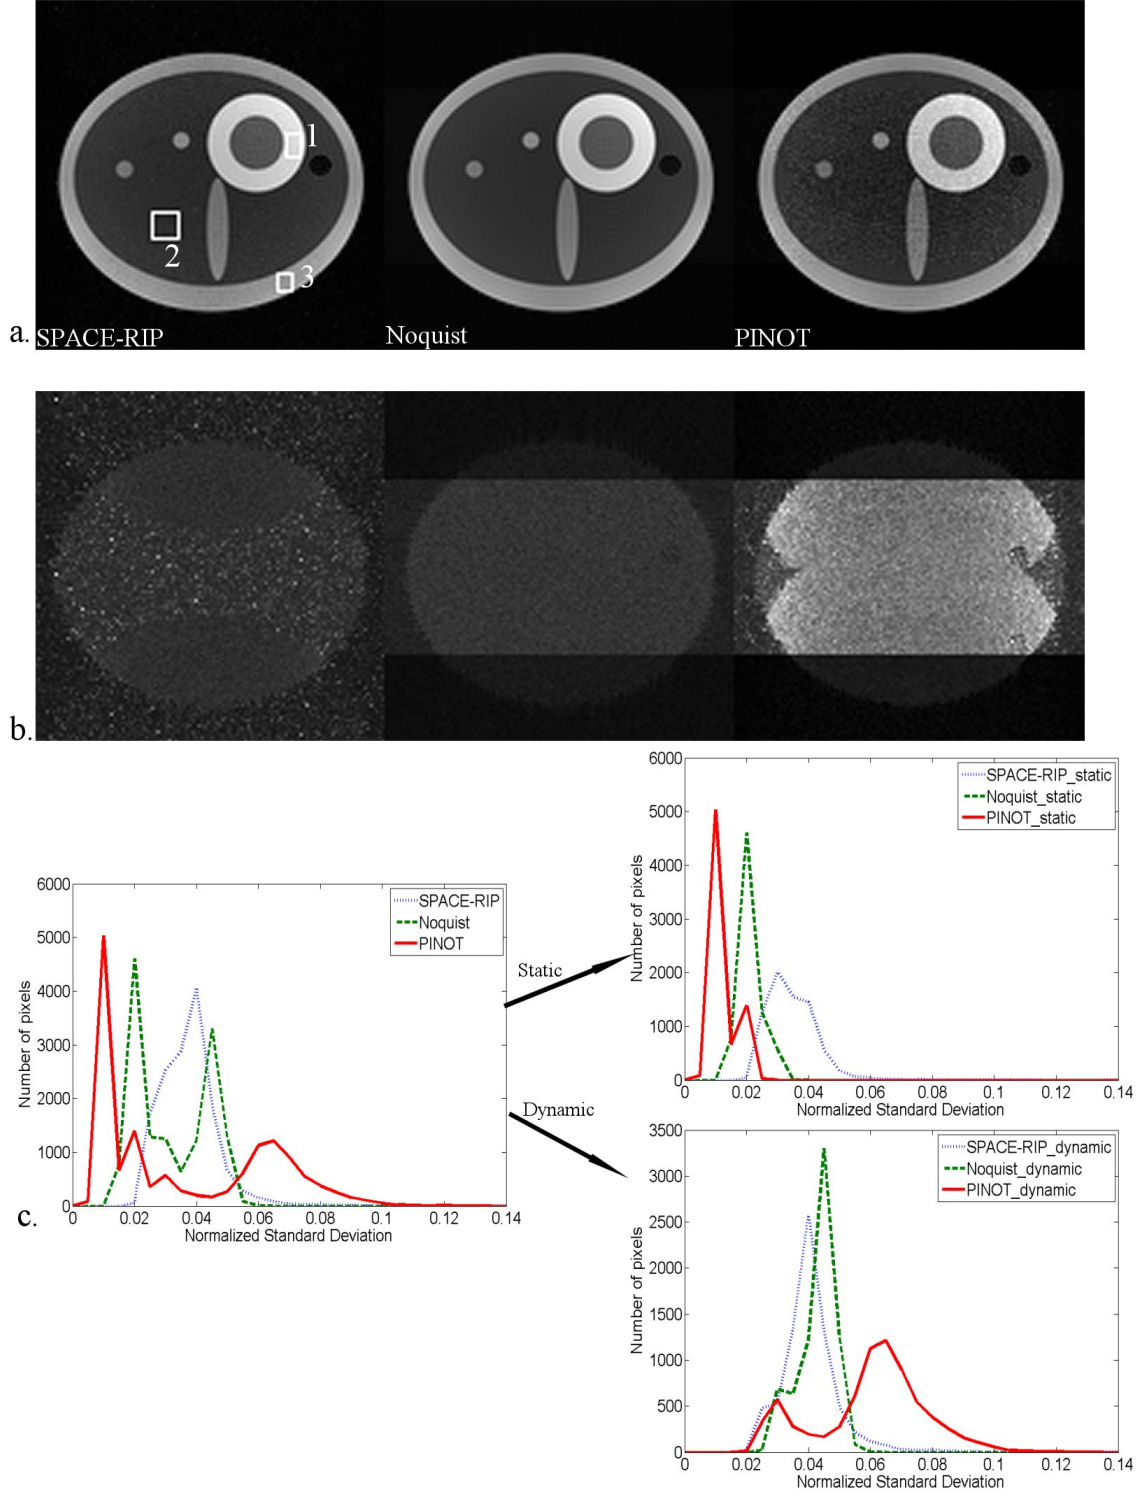 1
2
3
a.
SPACE-RIP
Noquist
PINOT
b.
6000
5000
4000
3000
2000
1000
0
Number of pixels
SPACE-RIP_static
Noquist_static
PINOT_static
0 0.02 0.04 0.06 0.08 0.1 0.12 0.14
Normalized Standard Deviation
6000
5000
4000
3000
2000
1000
0
Number of pixels
SPACE-RIP
Noquist
PINOT
0 0.02 0.04 0.06 0.08 0.1 0.12 0.14
Normalized Standard Deviation
Static
Dynamic
c.
3500
3000
2500
2000
1500
1000
500
0
Number of pixels
SPACE-RIP_dynamic
Noquist_dynamic
PINOT_dynamic
0 0.02 0.04 0.06 0.08 0.1 0.12 0.14
Normalized Standard Deviation